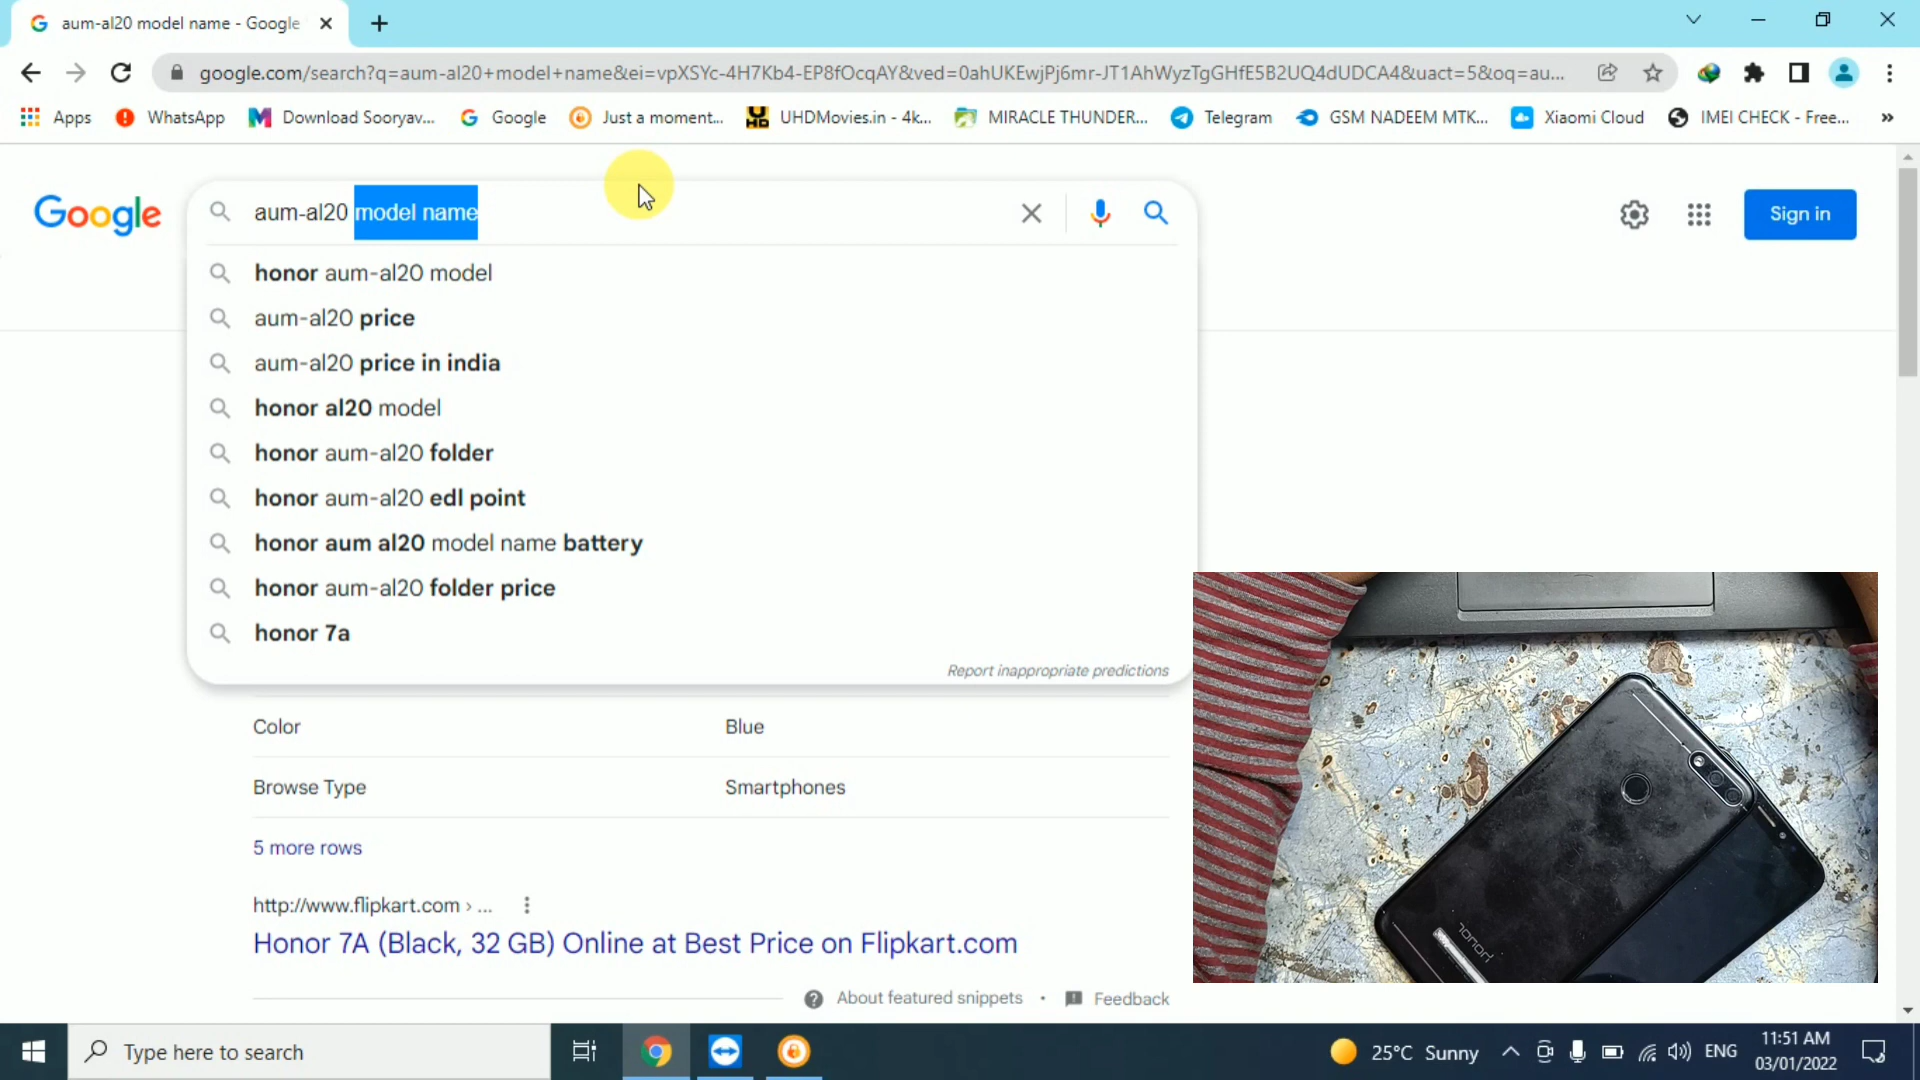 aum-al20 model name - Google
google.com/search?q=aum-al20+model+name&ei=vpXSYc-4H7Kb4-EP8fOcqAY&ved=0ahUKEwjPj6mr-JT1AhWyzTgGHfE5B2UQ4dUDCA4&uact=5&oq=au...
Apps WhatsApp Download Sooryav... Google Just a moment... UHDMovies.in - 4k... MIRACLE THUNDER... Telegram GSM NADEEM MTK... Xiaomi Cloud IMEI CHECK - Free... »
Google
aum-al20 model name
Sign in
honor aum-al20 model
aum-al20 price
aum-al20 price in india
honor al20 model
honor aum-al20 folder
honor aum-al20 edl point
honor aum al20 model name battery
honor aum-al20 folder price
honor 7a
Report inappropriate predictions
Color Blue
Browse Type Smartphones
5 more rows
http://www.flipkart.com › ...
Honor 7A (Black, 32 GB) Online at Best Price on Flipkart.com
About featured snippets • Feedback
honor
Type here to search
25°C Sunny
ENG
11:51 AM
03/01/2022